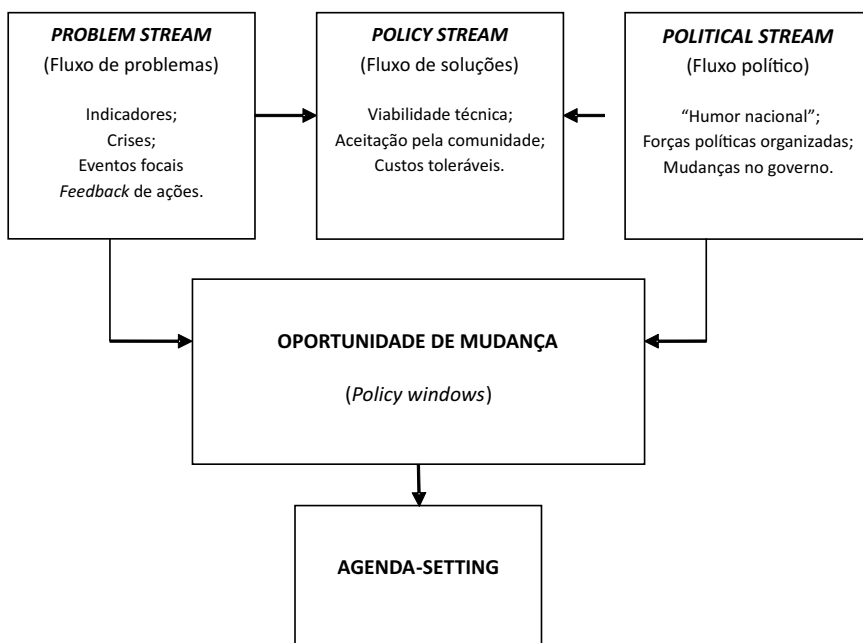 PROBLEM STREAM
(Fluxo de problemas)
Indicadores;
Crises;
Eventos focais
Feedback de ações.
POLICY STREAM
(Fluxo de soluções)
Viabilidade técnica;
Aceitação pela comunidade;
Custos toleráveis.
POLITICAL STREAM
(Fluxo político)
“Humor nacional”;
Forças políticas organizadas;
Mudanças no governo.
OPORTUNIDADE DE MUDANÇA
(Policy windows)
AGENDA-SETTING